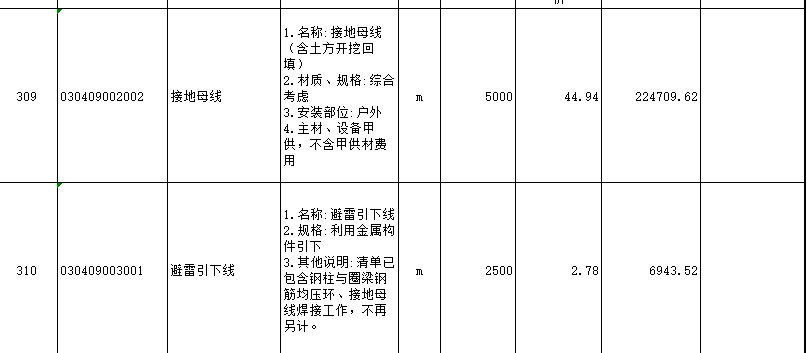 309
030409002002
接地母线
1.名称:接地母线
（含土方开挖回
填）
2.材质、规格:综合
考虑
3.安装部位:户外
4.主材、设备甲
供，不含甲供材费
用
m
5000
44.94
224709.62
310
030409003001
避雷引下线
1.名称:避雷引下线
2.规格:利用金属构
件引下
3.其他说明:清单已
包含钢柱与圈梁钢
筋均压环、接地母
线焊接工作，不再
另计。
m
2500
2.78
6943.52